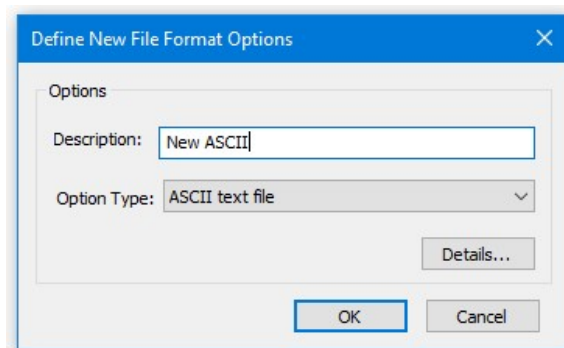 Define New File Format Options
Options
Description: New ASCII
Option Type: ASCII text file
Details...
OK Cancel